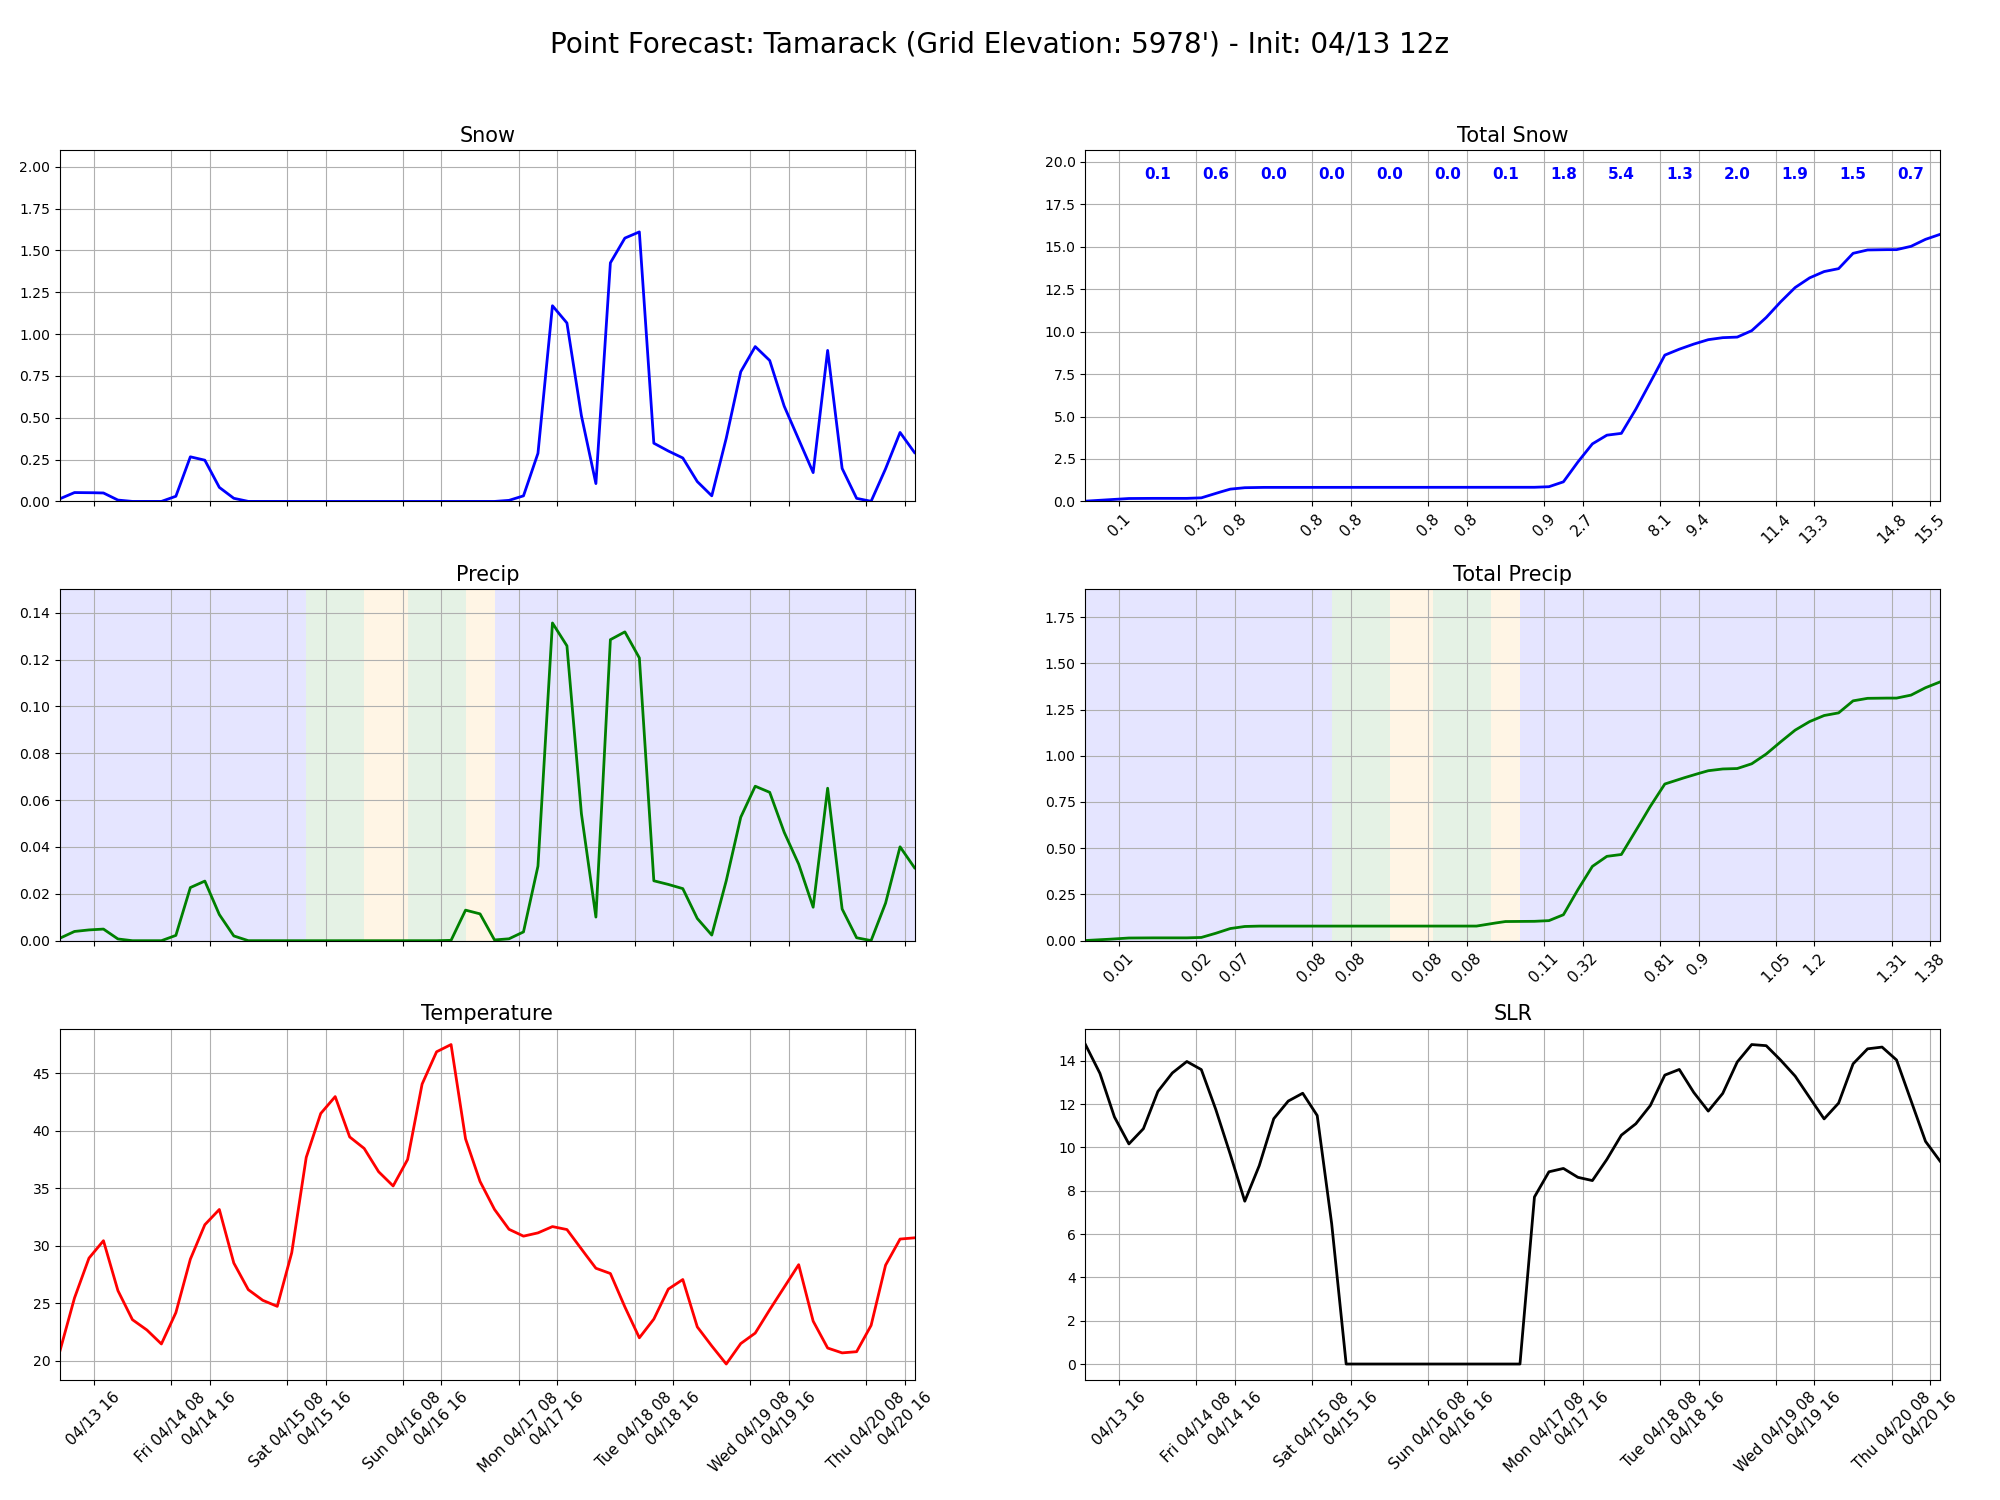 Point Forecast: Tamarack (Grid Elevation: 5978') - Init: 04/13 12z
Snow
2.00
1.75
1.50
1.25
1.00
0.75
0.50
0.25
0.00
Total Snow
20.0
17.5
15.0
12.5
10.0
7.5
5.0
2.5
0.0
0.1 0.6 0.0 0.0 0.0 0.0 0.1 1.8 5.4 1.3 2.0 1.9 1.5 0.7
0.1 0.2 0.8 0.8 0.8 0.8 0.8 0.9 2.7 8.1 9.4 11.4 13.3 14.8 15.5
Precip
0.14
0.12
0.10
0.08
0.06
0.04
0.02
0.00
Total Precip
1.75
1.50
1.25
1.00
0.75
0.50
0.25
0.00
0.01 0.02 0.07 0.08 0.08 0.08 0.08 0.11 0.32 0.81 0.9 1.05 1.2 1.31 1.38
Temperature
45
40
35
30
25
20
04/13 16
Fri 04/14 08
04/14 16
Sat 04/15 08
04/15 16
Sun 04/16 08
04/16 16
Mon 04/17 08
04/17 16
Tue 04/18 08
04/18 16
Wed 04/19 08
04/19 16
Thu 04/20 08
04/20 16
SLR
14
12
10
8
6
4
2
0
04/13 16
Fri 04/14 08
04/14 16
Sat 04/15 08
04/15 16
Sun 04/16 08
04/16 16
Mon 04/17 08
04/17 16
Tue 04/18 08
04/18 16
Wed 04/19 08
04/19 16
Thu 04/20 08
04/20 16